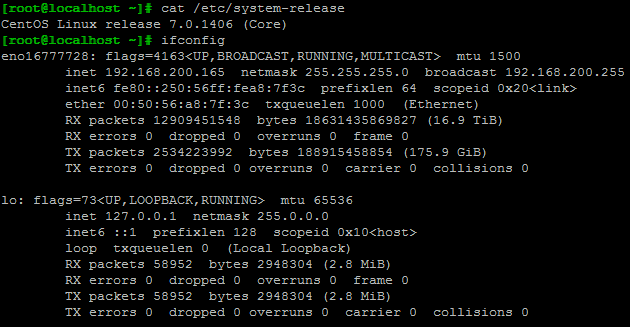 [root@localhost ~]# cat /etc/system-release
CentOS Linux release 7.0.1406 (Core)
[root@localhost ~]# ifconfig
eno16777728: flags=4163<UP,BROADCAST,RUNNING,MULTICAST>  mtu 1500
        inet 192.168.200.165  netmask 255.255.255.0  broadcast 192.168.200.255
        inet6 fe80::250:56ff:fea8:7f3c  prefixlen 64  scopeid 0x20<link>
        ether 00:50:56:a8:7f:3c  txqueuelen 1000  (Ethernet)
        RX packets 12909451548  bytes 18631435869827 (16.9 TiB)
        RX errors 0  dropped 0  overruns 0  frame 0
        TX packets 2534223992  bytes 188915458854 (175.9 GiB)
        TX errors 0  dropped 0 overruns 0  carrier 0  collisions 0

lo: flags=73<UP,LOOPBACK,RUNNING>  mtu 65536
        inet 127.0.0.1  netmask 255.0.0.0
        inet6 ::1  prefixlen 128  scopeid 0x10<host>
        loop  txqueuelen 0  (Local Loopback)
        RX packets 58952  bytes 2948304 (2.8 MiB)
        RX errors 0  dropped 0  overruns 0  frame 0
        TX packets 58952  bytes 2948304 (2.8 MiB)
        TX errors 0  dropped 0 overruns 0  carrier 0  collisions 0